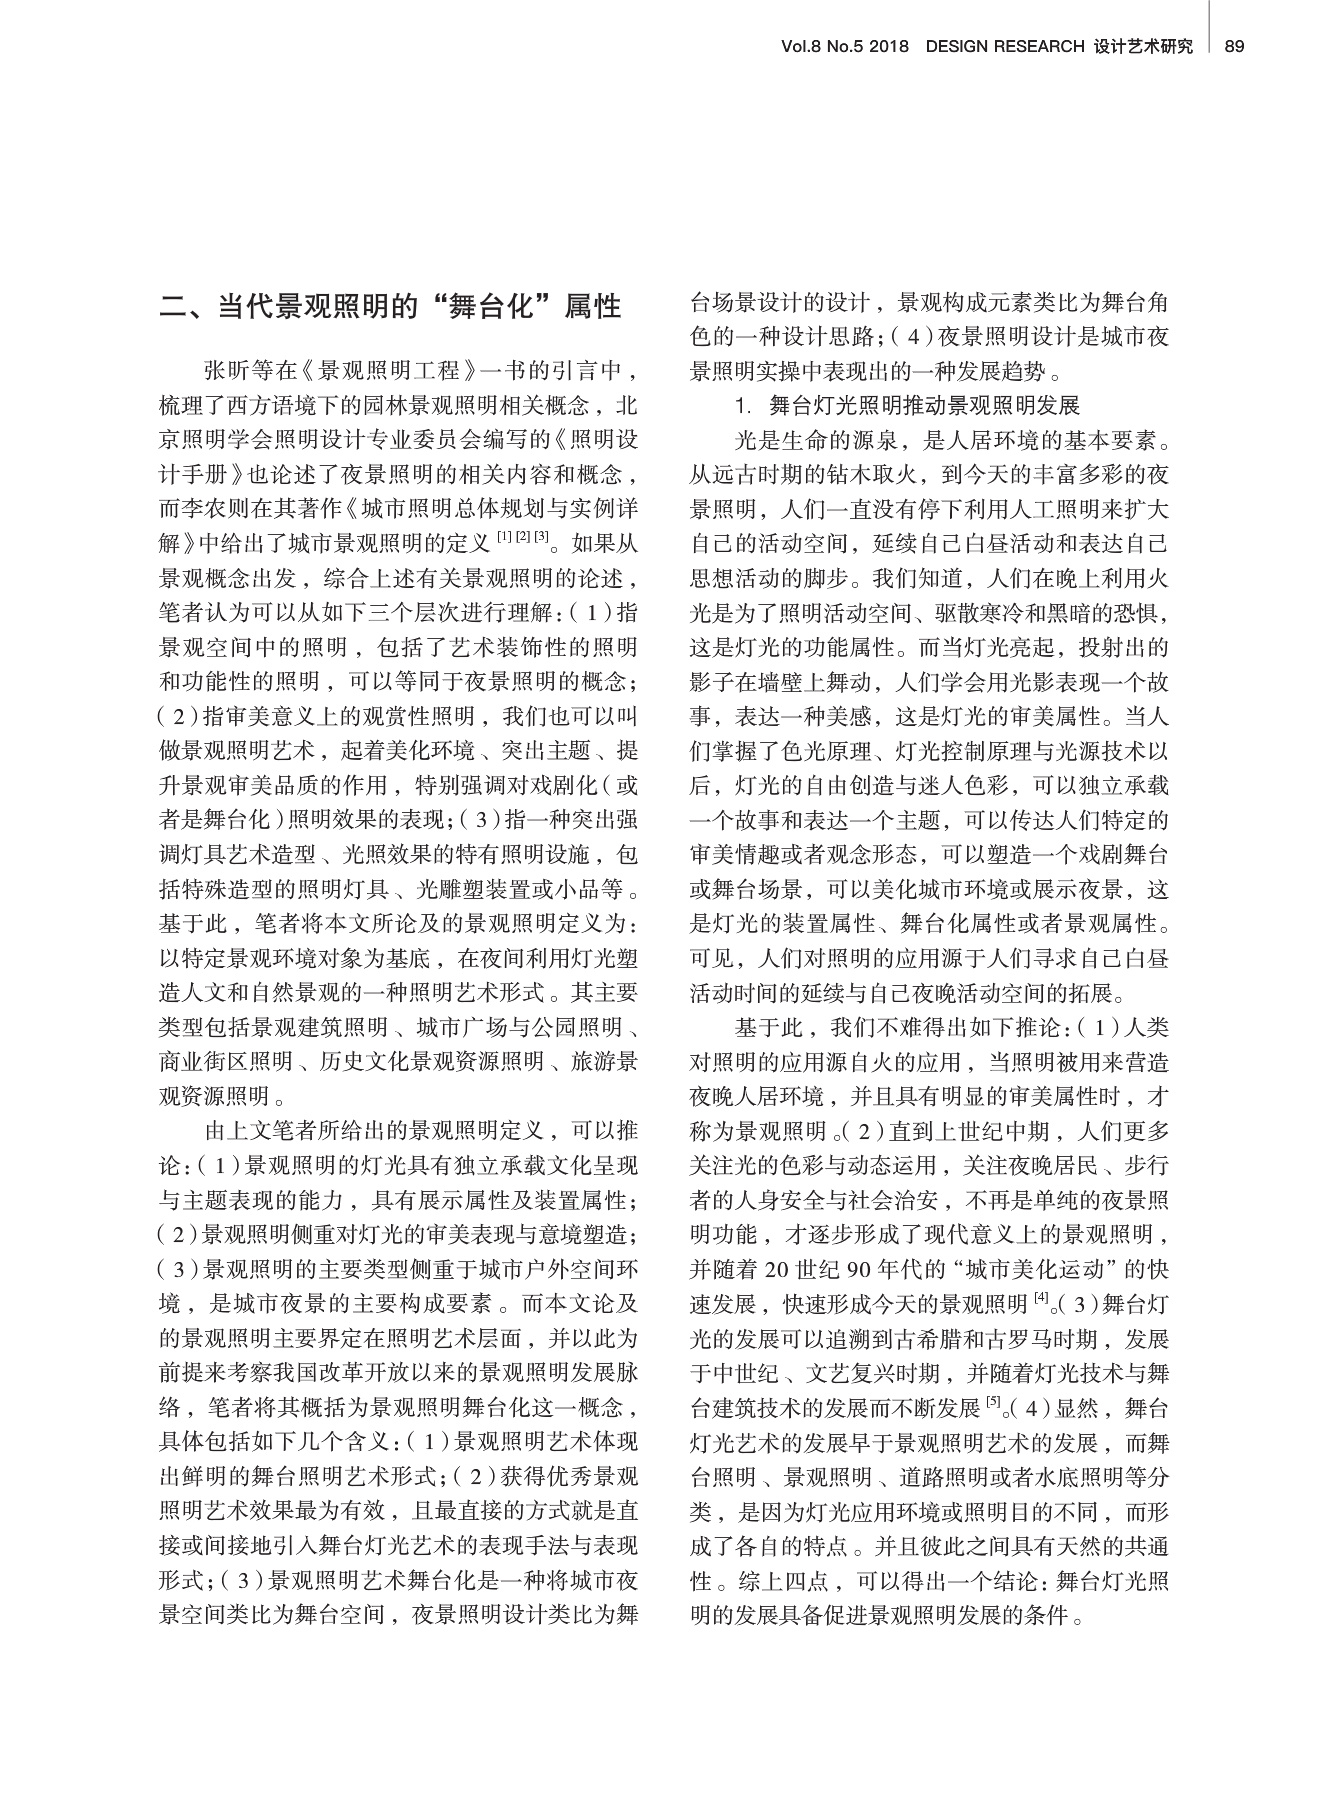 Vol.8 No.5 2018 DESIGN RESEARCH 设计艺术研究 89
二、当代景观照明的“舞台化”属性
张昕等在《景观照明工程》一书的引言中，
梳理了西方语境下的园林景观照明相关概念，北
京照明学会照明设计专业委员会编写的《照明设
计手册》也论述了夜景照明的相关内容和概念，
而李农则在其著作《城市照明总体规划与实例详
解》中给出了城市景观照明的定义 [1] [2] [3]。如果从
景观概念出发，综合上述有关景观照明的论述，
笔者认为可以从如下三个层次进行理解：（1）指
景观空间中的照明，包括了艺术装饰性的照明
和功能性的照明，可以等同于夜景照明的概念；
（2）指审美意义上的观赏性照明，我们也可以叫
做景观照明艺术，起着美化环境、突出主题、提
升景观审美品质的作用，特别强调对戏剧化（或
者是舞台化）照明效果的表现；（3）指一种突出强
调灯具艺术造型、光照效果的特有照明设施，包
括特殊造型的照明灯具、光雕塑装置或小品等。
基于此，笔者将本文所论及的景观照明定义为：
以特定景观环境对象为基底，在夜间利用灯光塑
造人文和自然景观的一种照明艺术形式。其主要
类型包括景观建筑照明、城市广场与公园照明、
商业街区照明、历史文化景观资源照明、旅游景
观资源照明。
由上文笔者所给出的景观照明定义，可以推
论：（1）景观照明的灯光具有独立承载文化呈现
与主题表现的能力，具有展示属性及装置属性；
（2）景观照明侧重对灯光的审美表现与意境塑造；
（3）景观照明的主要类型侧重于城市户外空间环
境，是城市夜景的主要构成要素。而本文论及
的景观照明主要界定在照明艺术层面，并以此为
前提来考察我国改革开放以来的景观照明发展脉
络，笔者将其概括为景观照明舞台化这一概念，
具体包括如下几个含义：（1）景观照明艺术体现
出鲜明的舞台照明艺术形式；（2）获得优秀景观
照明艺术效果最为有效，且最直接的方式就是直
接或间接地引入舞台灯光艺术的表现手法与表现
形式；（3）景观照明艺术舞台化是一种将城市夜
景空间类比为舞台空间，夜景照明设计类比为舞
台场景设计的设计，景观构成元素类比为舞台角
色的一种设计思路；（4）夜景照明设计是城市夜
景照明实操中表现出的一种发展趋势。
1. 舞台灯光照明推动景观照明发展
光是生命的源泉，是人居环境的基本要素。
从远古时期的钻木取火，到今天的丰富多彩的夜
景照明，人们一直没有停下利用人工照明来扩大
自己的活动空间，延续自己白昼活动和表达自己
思想活动的脚步。我们知道，人们在晚上利用火
光是为了照明活动空间、驱散寒冷和黑暗的恐惧，
这是灯光的功能属性。而当灯光亮起，投射出的
影子在墙壁上舞动，人们学会用光影表现一个故
事，表达一种美感，这是灯光的审美属性。当人
们掌握了色光原理、灯光控制原理与光源技术以
后，灯光的自由创造与迷人色彩，可以独立承载
一个故事和表达一个主题，可以传达人们特定的
审美情趣或者观念形态，可以塑造一个戏剧舞台
或舞台场景，可以美化城市环境或展示夜景，这
是灯光的装置属性、舞台化属性或者景观属性。
可见，人们对照明的应用源于人们寻求自己白昼
活动时间的延续与自己夜晚活动空间的拓展。
基于此，我们不难得出如下推论：（1）人类
对照明的应用源自火的应用，当照明被用来营造
夜晚人居环境，并且具有明显的审美属性时，才
称为景观照明。（2）直到上世纪中期，人们更多
关注光的色彩与动态运用，关注夜晚居民、步行
者的人身安全与社会治安，不再是单纯的夜景照
明功能，才逐步形成了现代意义上的景观照明，
并随着 20 世纪 90 年代的“城市美化运动”的快
速发展，快速形成今天的景观照明 [4]。（3）舞台灯
光的发展可以追溯到古希腊和古罗马时期，发展
于中世纪、文艺复兴时期，并随着灯光技术与舞
台建筑技术的发展而不断发展 [5]。（4）显然，舞台
灯光艺术的发展早于景观照明艺术的发展，而舞
台照明、景观照明、道路照明或者水底照明等分
类，是因为灯光应用环境或照明目的不同，而形
成了各自的特点。并且彼此之间具有天然的共通
性。综上四点，可以得出一个结论：舞台灯光照
明的发展具备促进景观照明发展的条件。